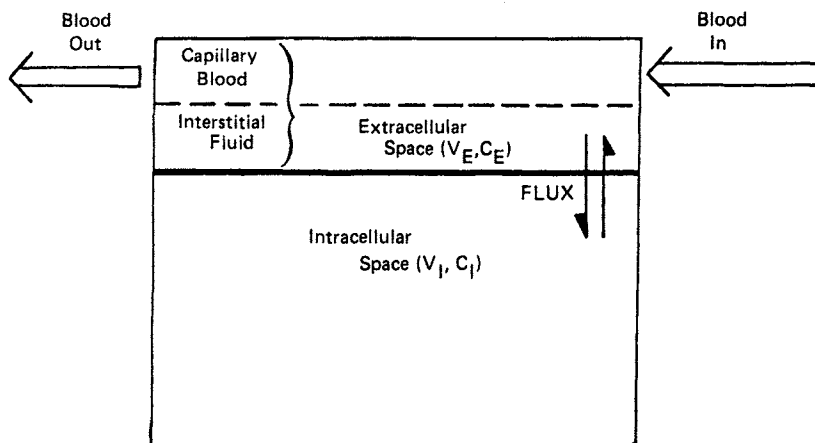 Blood
Out
Blood
In
Capillary
Blood
Interstitial
Fluid
Extracellular
Space (V_E,C_E)
FLUX
Intracellular
Space (V_I, C_I)